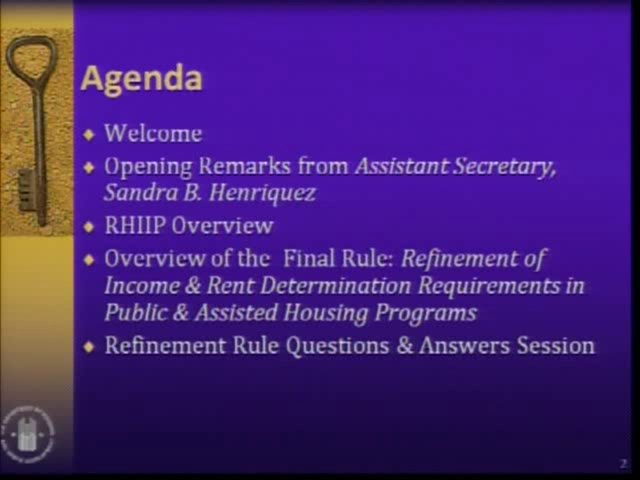 Agenda
Welcome
Opening Remarks from Assistant Secretary,
Sandra B. Henriquez
RHIIP Overview
Overview of the Final Rule: Refinement of
Income & Rent Determination Requirements in
Public & Assisted Housing Programs
Refinement Rule Questions & Answers Session
2